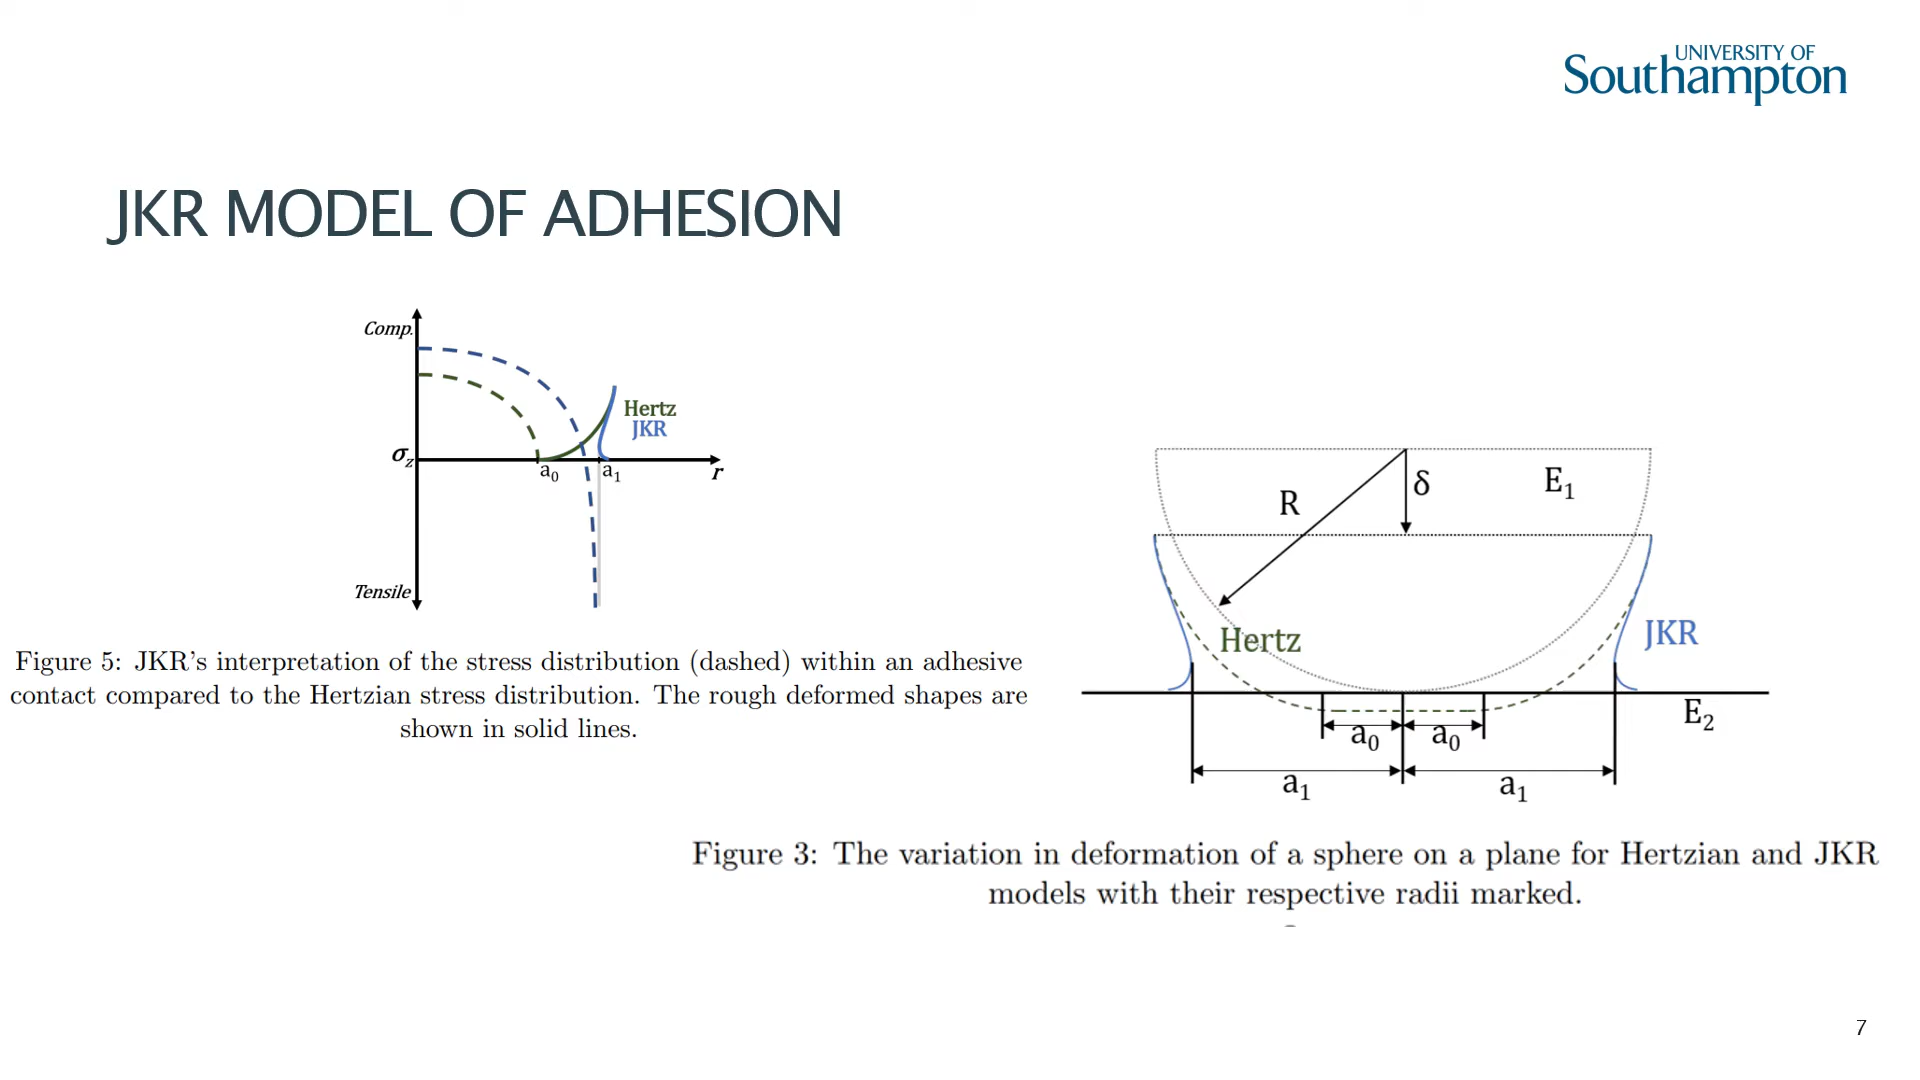 UNIVERSITY OF
Southampton
JKR MODEL OF ADHESION
Comp.
Hertz
JKR
σz
a0
a1
r
Tensile
Figure 5: JKR's interpretation of the stress distribution (dashed) within an adhesive
contact compared to the Hertzian stress distribution. The rough deformed shapes are
shown in solid lines.
R
δ
E1
Hertz
JKR
E2
a0
a0
a1
a1
Figure 3: The variation in deformation of a sphere on a plane for Hertzian and JKR
models with their respective radii marked.
7